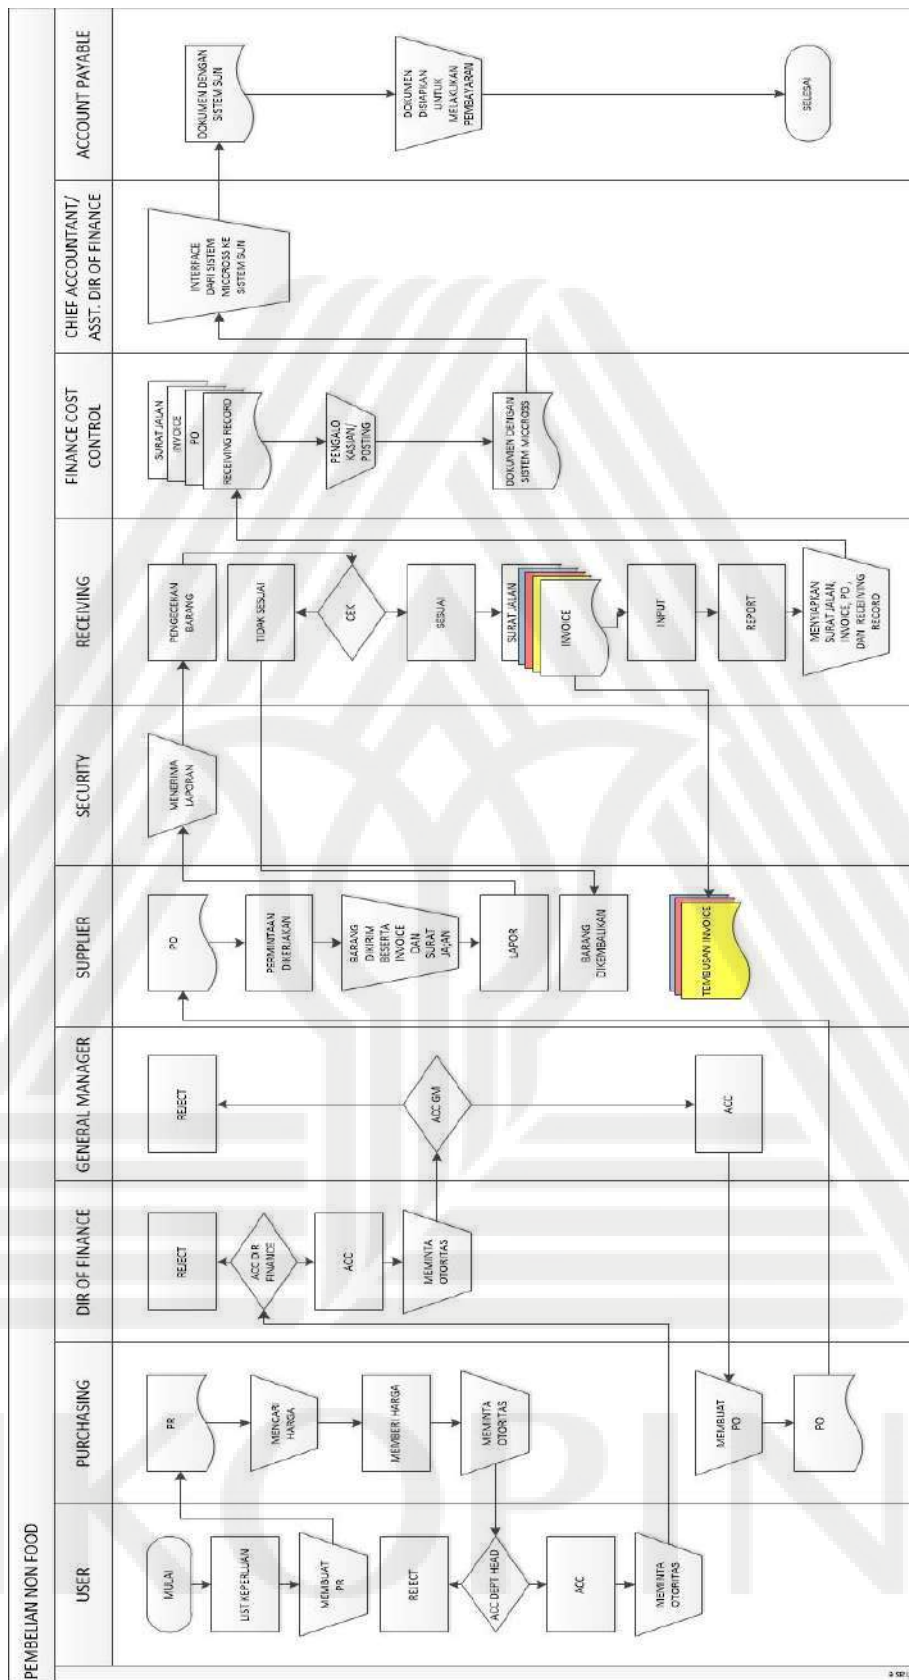 PEMBELIAN NON FOOD
USER
MULAI
LIST KEPERLUAN
MEMBUAT
PR
REJECT
ACC DEPT HEAD
ACC
MEMINTA
OTORITAS
PURCHASING
PR
MENCARI
HARGA
MEMBERI HARGA
MEMINTA
OTORITAS
MEMBUAT
PO
PO
DIR OF FINANCE
REJECT
ACC DIR
FINANCE
ACC
MEMINTA
OTORITAS
GENERAL MANAGER
REJECT
ACC GM
ACC
SUPPLIER
PO
PERMINTAAN
DIKERJAKAN
BARANG
DIKIRIM
BESERTA
INVOICE
DAN
SURAT
JALAN
LAPOR
BARANG
DIKEMBALIKAN
TEMBUSAN INVOICE
SECURITY
MENERIMA
LAPORAN
RECEIVING
PENGECEKAN
BARANG
TIDAK SESUAI
CEK
SESUAI
SURAT JALAN
INVOICE
INPUT
REPORT
MENYIAPKAN
SURAT JALAN,
INVOICE, PO,
DAN RECEIVING
RECORD
FINANCE COST
CONTROL
SURAT JALAN
INVOICE
PO
RECEIVING RECORD
PENGALO
KASIAN/
POSTING
DOKUMEN DENGAN
SISTEM MICCROSS
CHIEF ACCOUNTANT/
ASST. DIR OF FINANCE
INTERFACE
DARI SISTEM
MICCROSS KE
SISTEM SUN
ACCOUNT PAYABLE
DOKUMEN DENGAN
SISTEM SUN
DOKUMEN
DISIAPKAN
UNTUK
MELAKUKAN
PEMBAYARAN
SELESAI
KOPIN